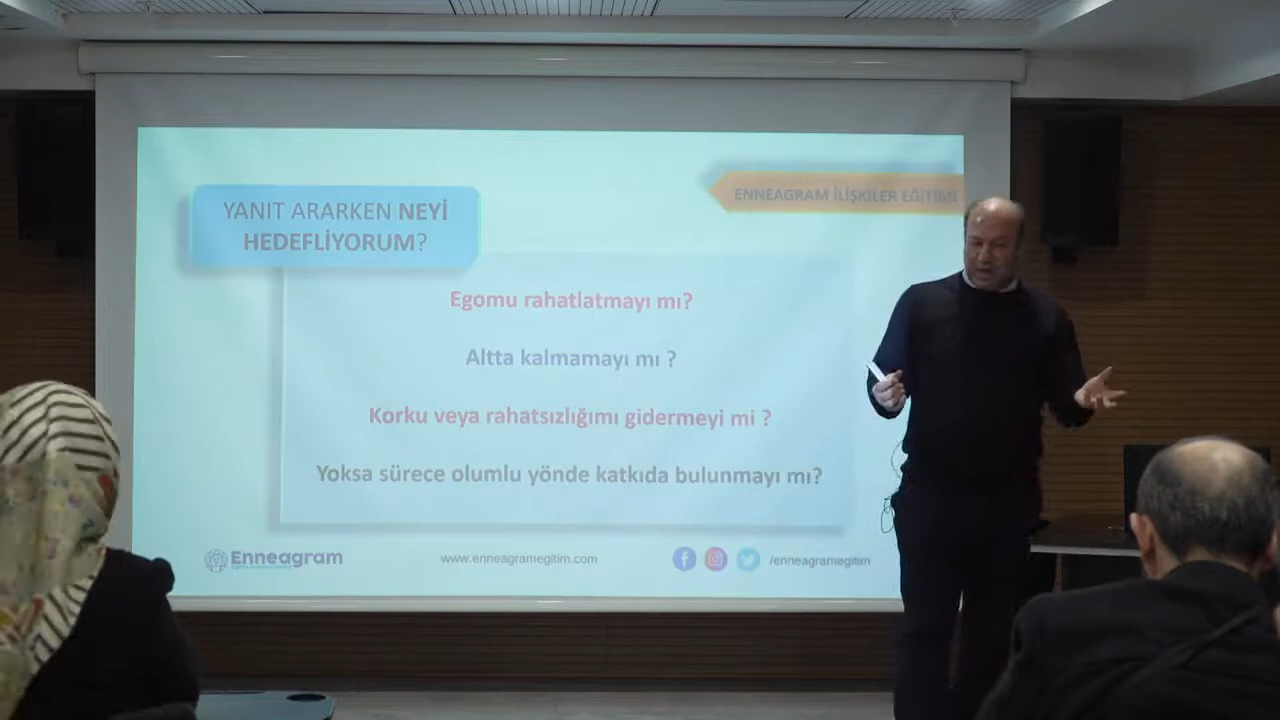 ENNEAGRAM İLİŞKİLER EĞİTİMİ
YANIT ARARKEN NEYİ
HEDEFLİYORUM?
Egomu rahatlatmayı mı?
Altta kalmamayı mı ?
Korku veya rahatsızlığımı gidermeyi mi ?
Yoksa sürece olumlu yönde katkıda bulunmayı mı?
Enneagram
www.enneagramegitim.com
/enneagramegitim